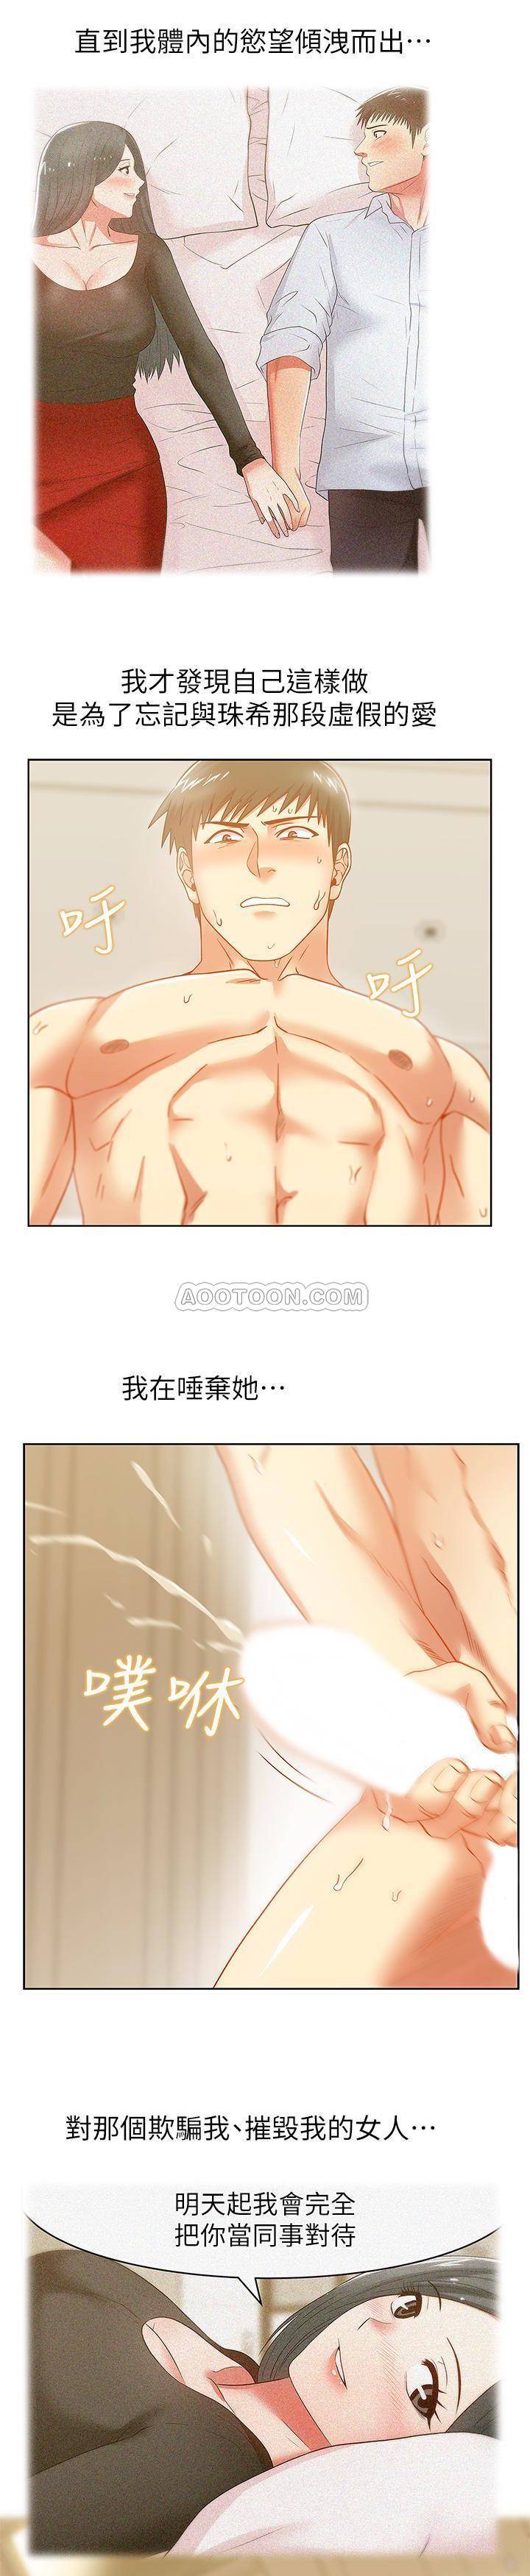 直到我體內的慾望傾洩而出⋯
我才發現自己這樣做
是為了忘記與珠希那段虛假的愛
吁
吁
AOOTOON.COM
我在唾棄她⋯
噗咻
對那個欺騙我、摧毀我的女人⋯
明天起我會完全
把你當同事對待